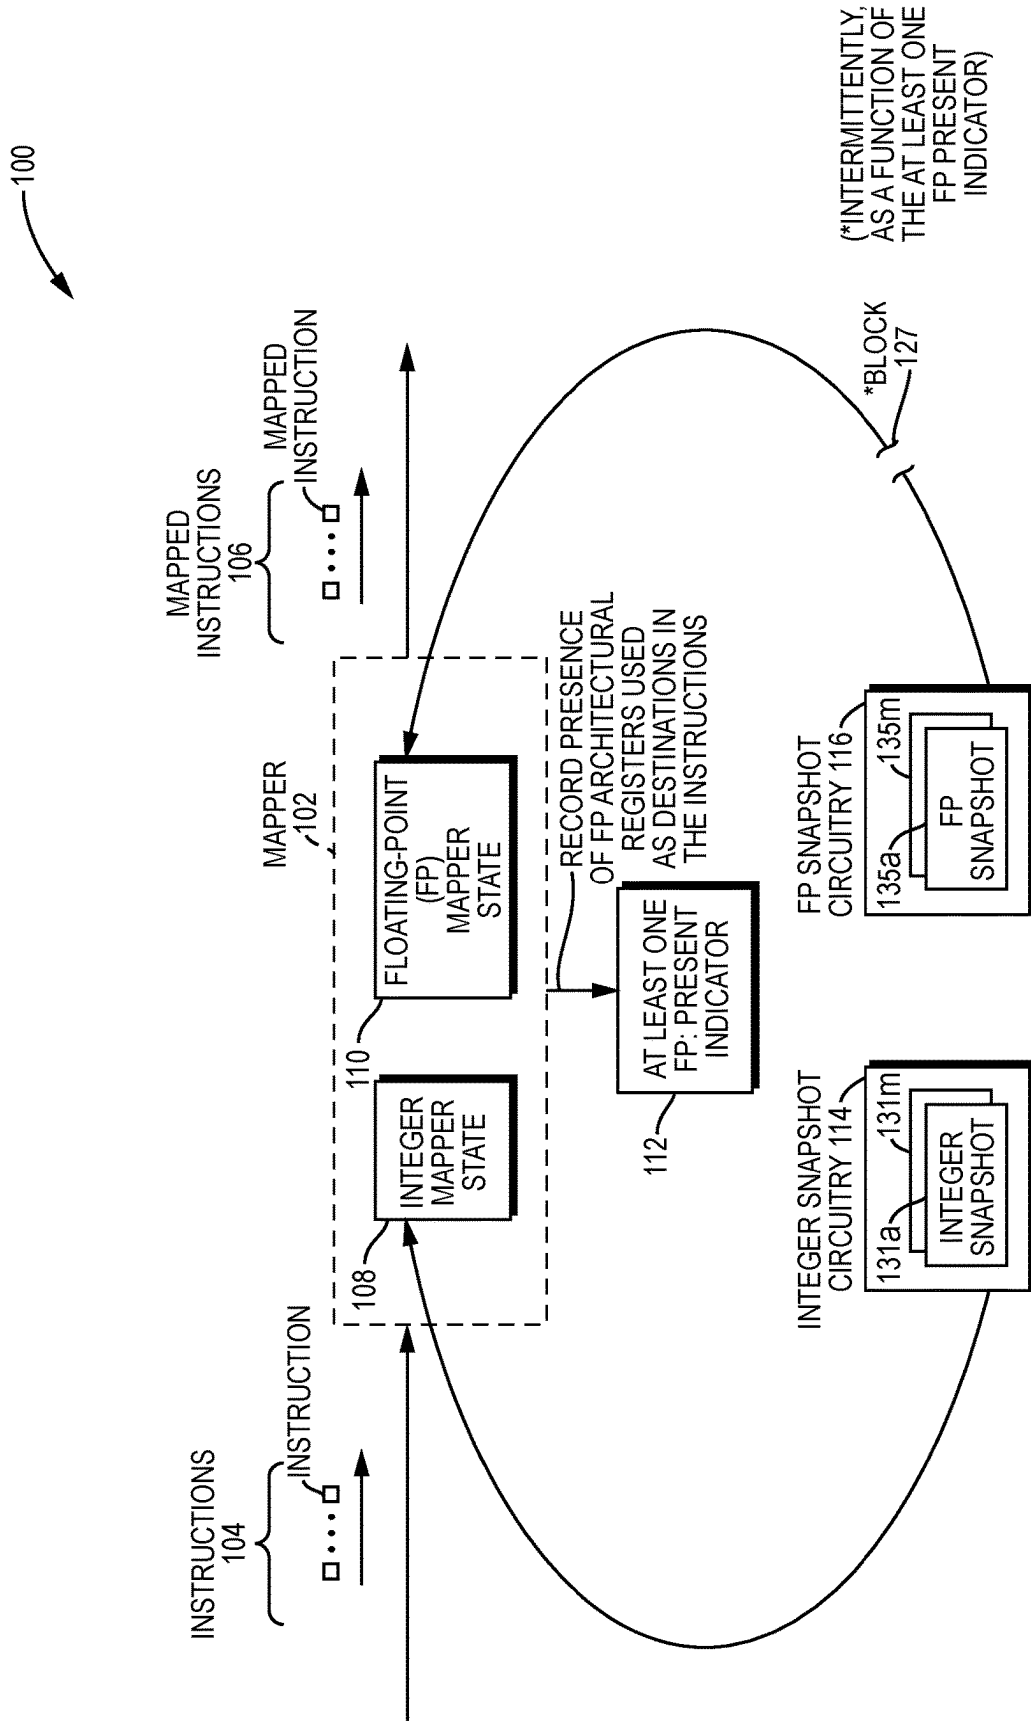 100
INSTRUCTIONS
104
INSTRUCTION
MAPPED
INSTRUCTIONS
106
MAPPED
INSTRUCTION
MAPPER
102
108
INTEGER
MAPPER
STATE
110
FLOATING-POINT
(FP)
MAPPER
STATE
RECORD PRESENCE
OF FP ARCHITECTURAL
REGISTERS USED
AS DESTINATIONS IN
THE INSTRUCTIONS
112
AT LEAST ONE
FP: PRESENT
INDICATOR
*BLOCK
127
(*INTERMITTENTLY,
AS A FUNCTION OF
THE AT LEAST ONE
FP PRESENT
INDICATOR)
INTEGER SNAPSHOT
CIRCUITRY 114
131a
131m
INTEGER
SNAPSHOT
FP SNAPSHOT
CIRCUITRY 116
135a
135m
FP
SNAPSHOT